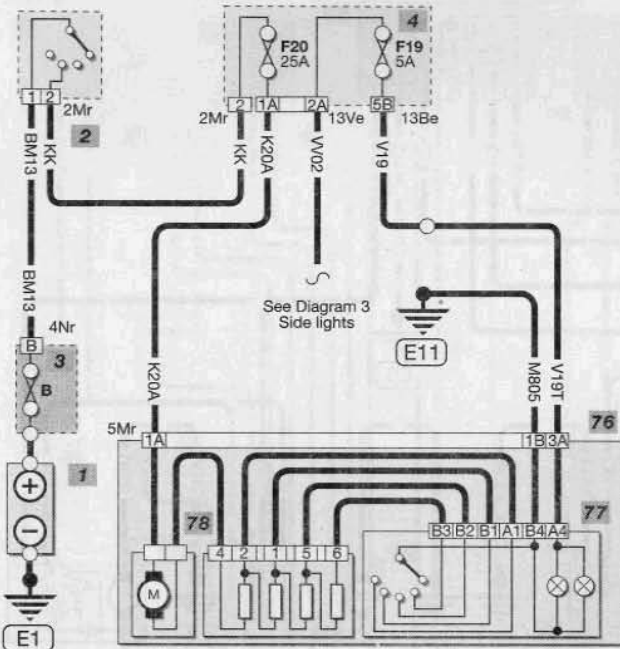 4
F20
25A
F19
5A
1 2
2Mr
2
2Mr
2
1A
2A
13Ve
5B
13Be
BM13
KK
KK
K20A
VV02
V19
BM13
See Diagram 3
Side lights
E11
4Nr
B
3
B
K20A
M805
V19T
1
5Mr
1A
1B 3A
76
78
77
4 2 1 5 6
B3 B2 B1 A1 B4 A4
M
E1